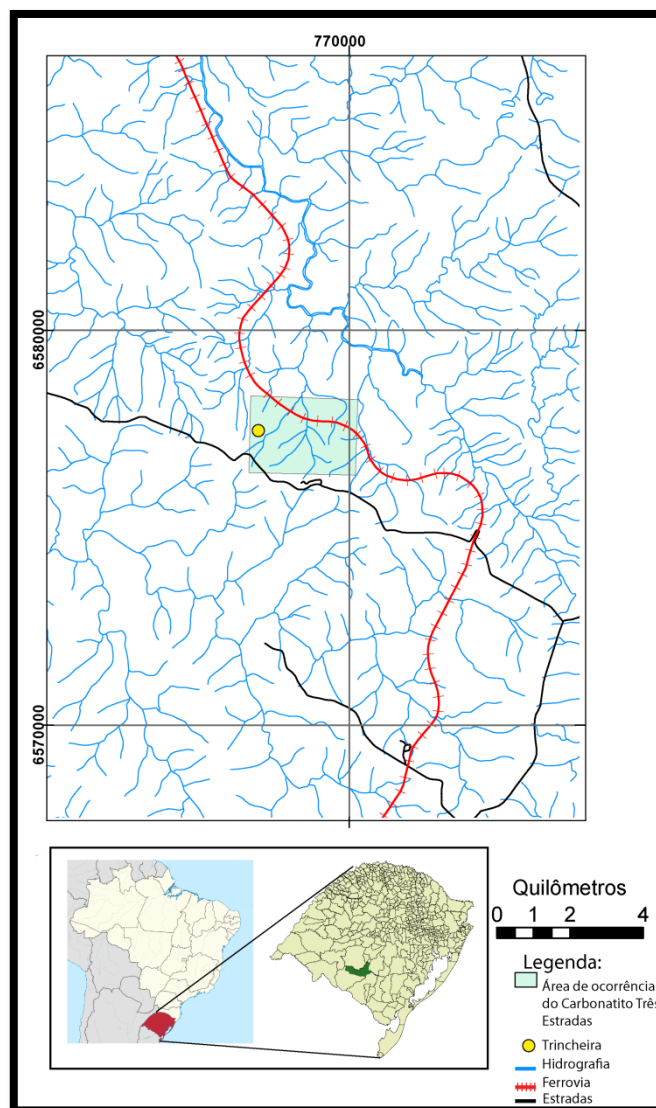 770000
6580000
6570000
Quilômetros
0 1 2 4
Legenda:
Área de ocorrência
do Carbonatito Três
Estradas
Trincheira
Hidrografia
Ferrovia
Estradas